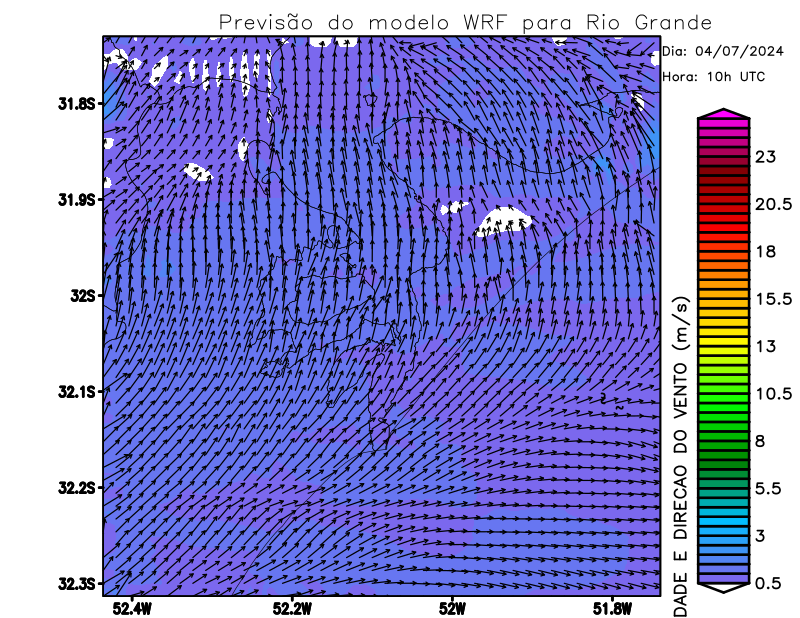 Previsão do modelo WRF para Rio Grande
Dia: 04/07/2024
Hora: 10h UTC
31.8S
31.9S
32S
32.1S
32.2S
32.3S
52.4W
52.2W
52W
51.8W
23
20.5
18
15.5
13
10.5
8
5.5
3
0.5
DADE E DIRECAO DO VENTO (m/s)